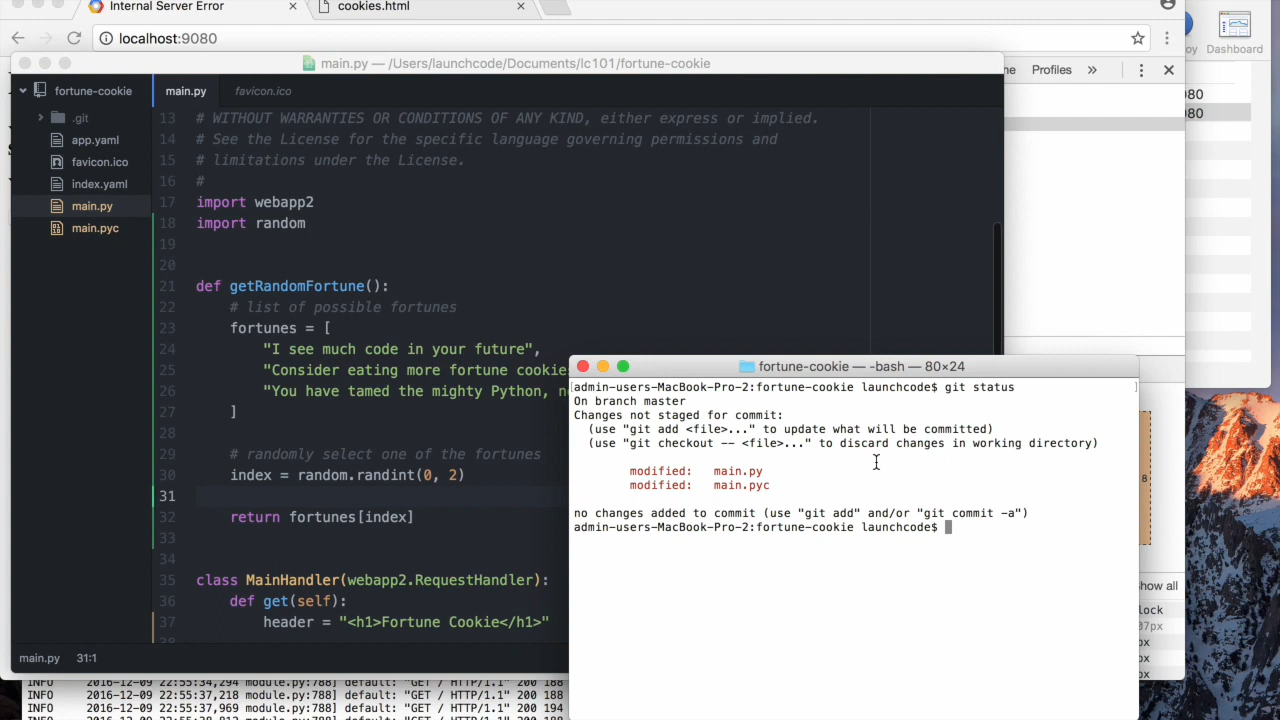 Internal Server Error
cookies.html
localhost:9080
Dashboard
main.py — /Users/launchcode/Documents/lc101/fortune-cookie
Profiles
fortune-cookie
.git
app.yaml
favicon.ico
index.yaml
main.py
main.pyc
main.py
favicon.ico
13 # WITHOUT WARRANTIES OR CONDITIONS OF ANY KIND, either express or implied.
14 # See the License for the specific language governing permissions and
15 # limitations under the License.
16 #
17 import webapp2
18 import random
19
20
21 def getRandomFortune():
22 # list of possible fortunes
23 fortunes = [
24 "I see much code in your future",
25 "Consider eating more fortune cookies
26 "You have tamed the mighty Python,
27 ]
28
29 # randomly select one of the fortunes
30 index = random.randint(0, 2)
31
32 return fortunes[index]
33
34
35 class MainHandler(webapp2.RequestHandler):
36 def get(self):
37 header = "<h1>Fortune Cookie</h1>"
main.py 31:1
fortune-cookie — -bash — 80×24
[admin-users-MacBook-Pro-2:fortune-cookie launchcode$ git status ]
On branch master
Changes not staged for commit:
(use "git add <file>..." to update what will be committed)
(use "git checkout -- <file>..." to discard changes in working directory)
modified: main.py
modified: main.pyc
no changes added to commit (use "git add" and/or "git commit -a")
admin-users-MacBook-Pro-2:fortune-cookie launchcode$
8
how all
lock
px
px
px
INFO 2016-12-09 22:55:34,294 module.py:788] default: "GET / HTTP/1.1" 200 188
INFO 2016-12-09 22:55:37,218 module.py:788] default: "GET / HTTP/1.1" 200 188
INFO 2016-12-09 22:55:37,969 module.py:788] default: "GET / HTTP/1.1" 200 194